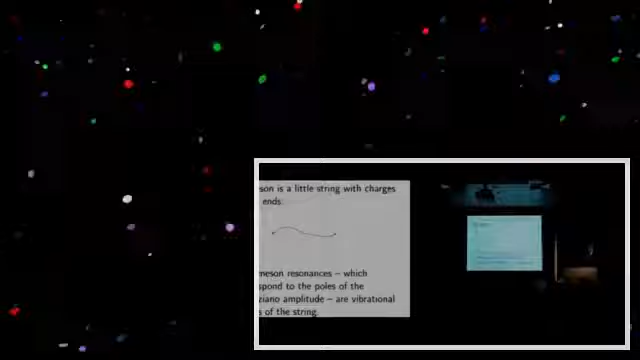 son is a little string with charges
ends:
meson resonances – which
spond to the poles of the
ziano amplitude – are vibrational
s of the string.